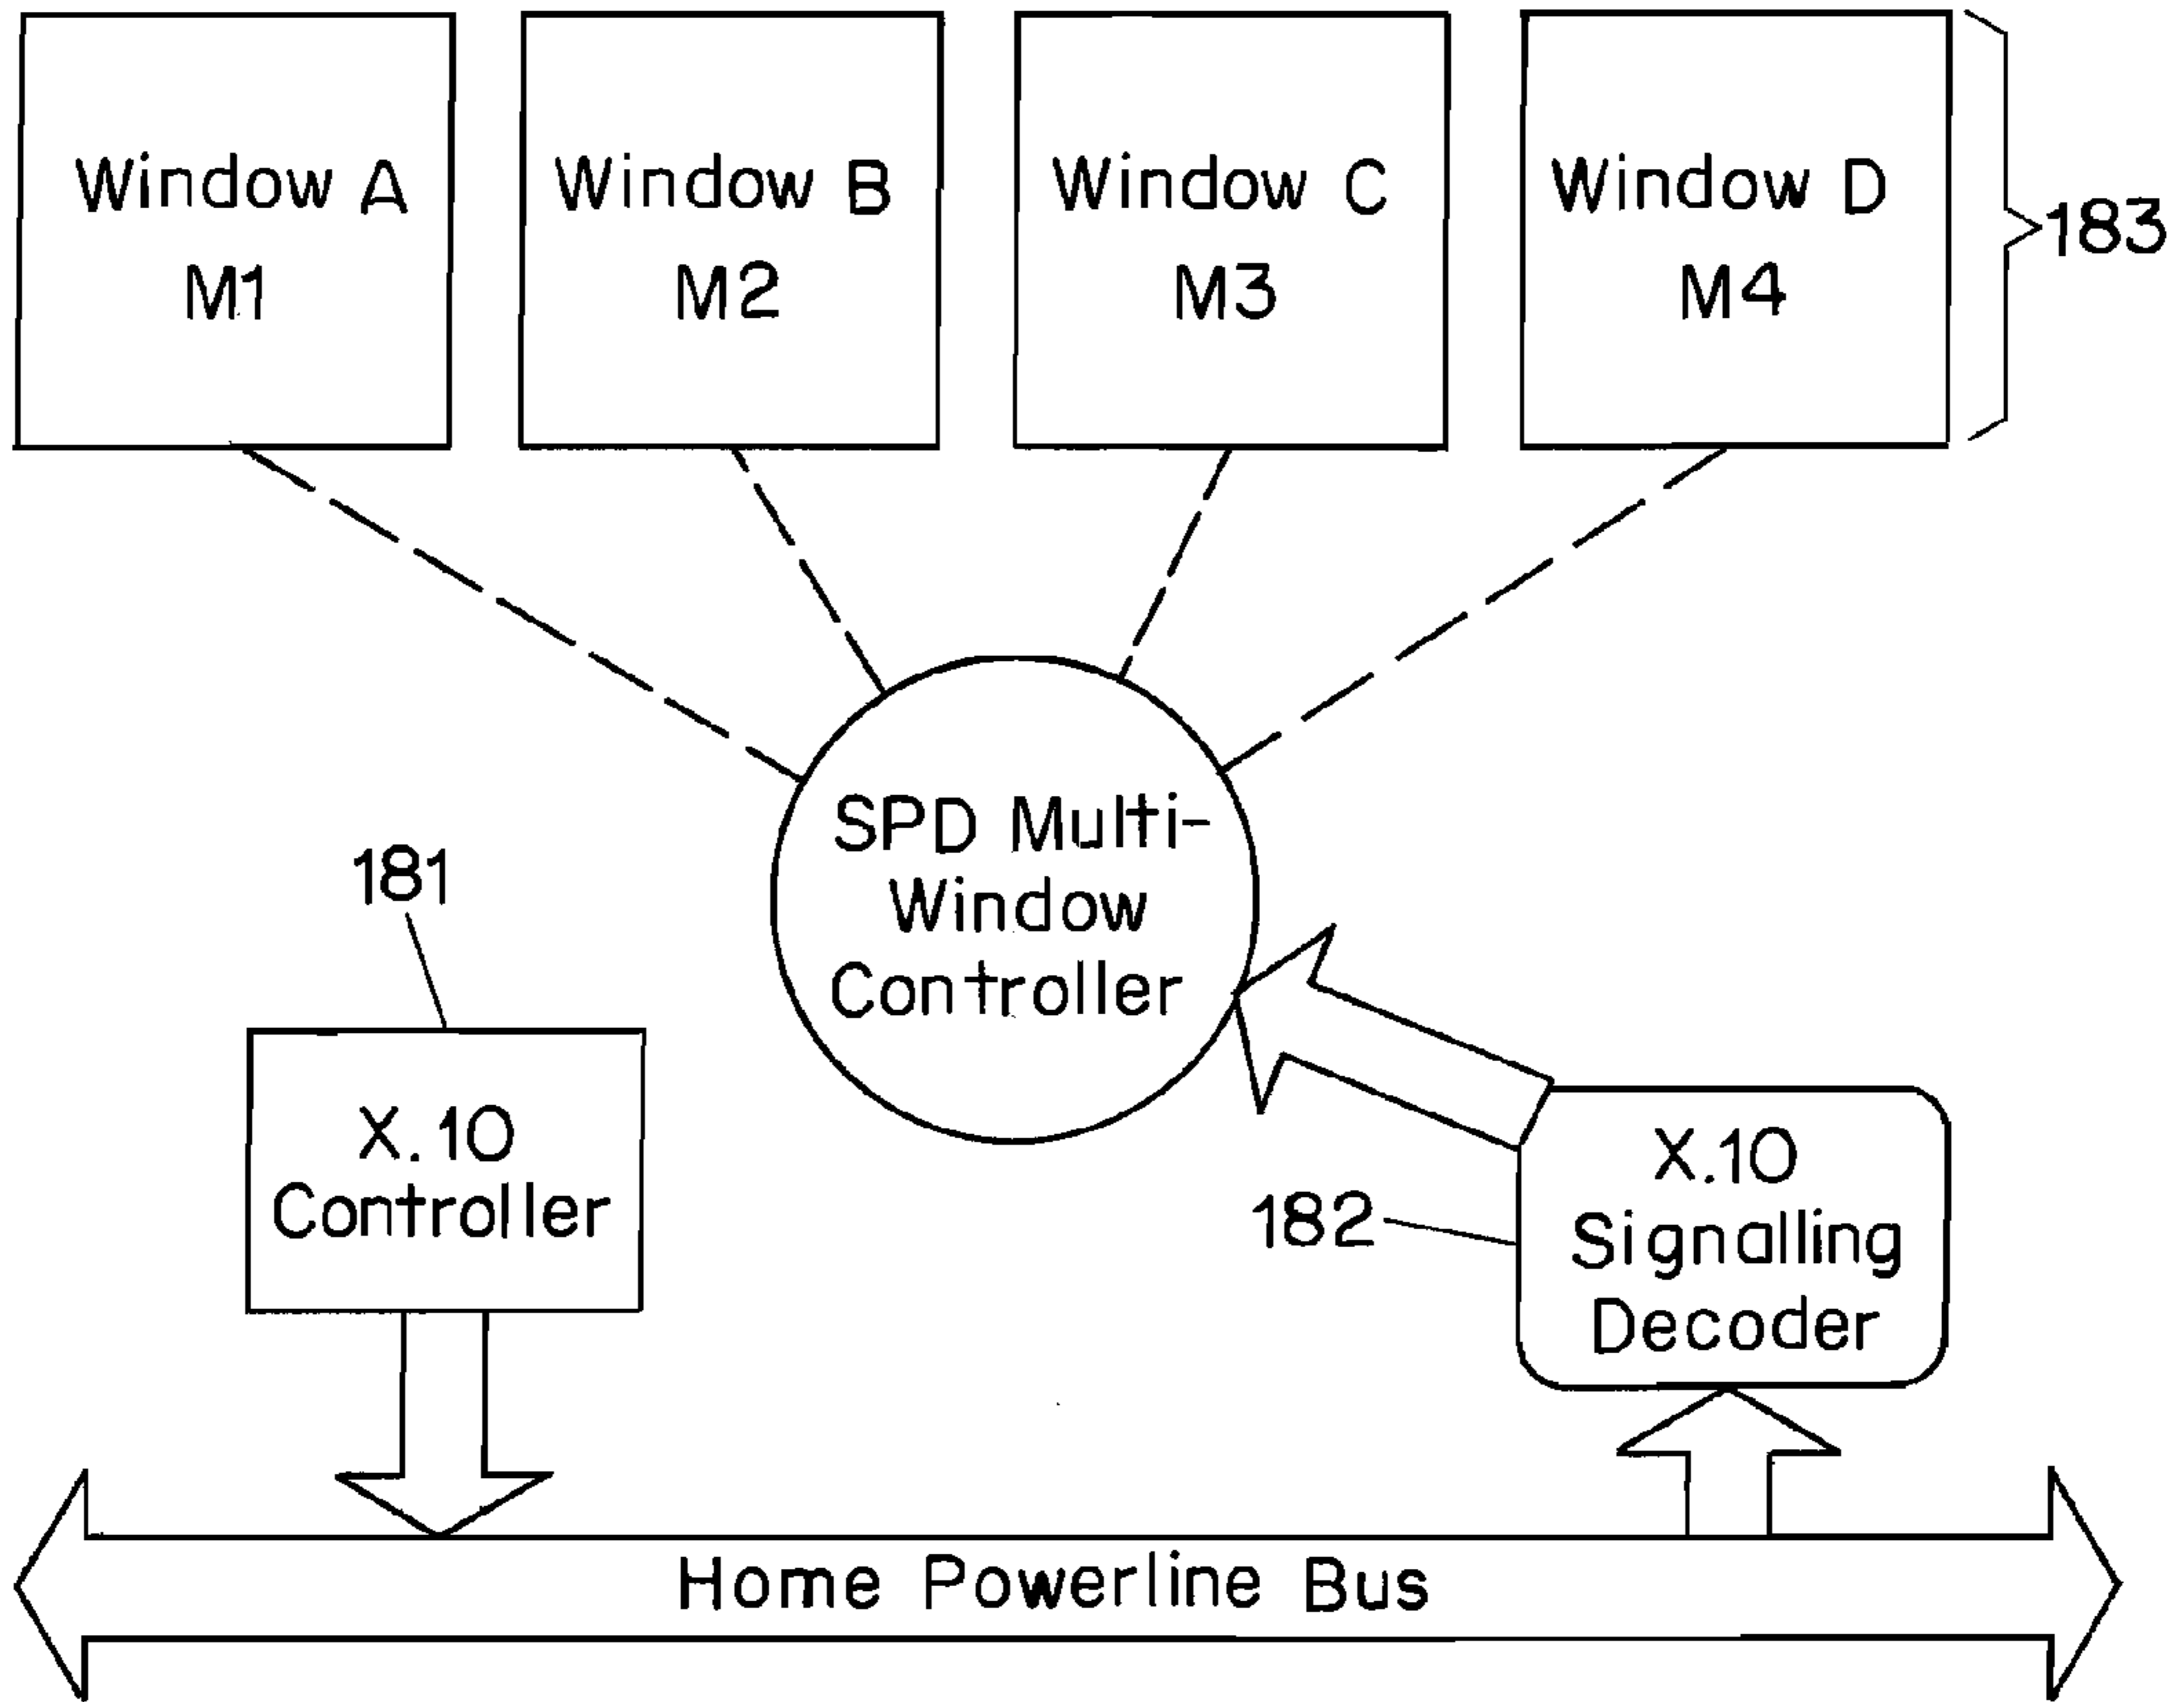 Window A
M1
Window B
M2
Window C
M3
Window D
M4
183
SPD Multi-
Window
Controller
181
X.10
Controller
182
X.10
Signalling
Decoder
Home Powerline Bus